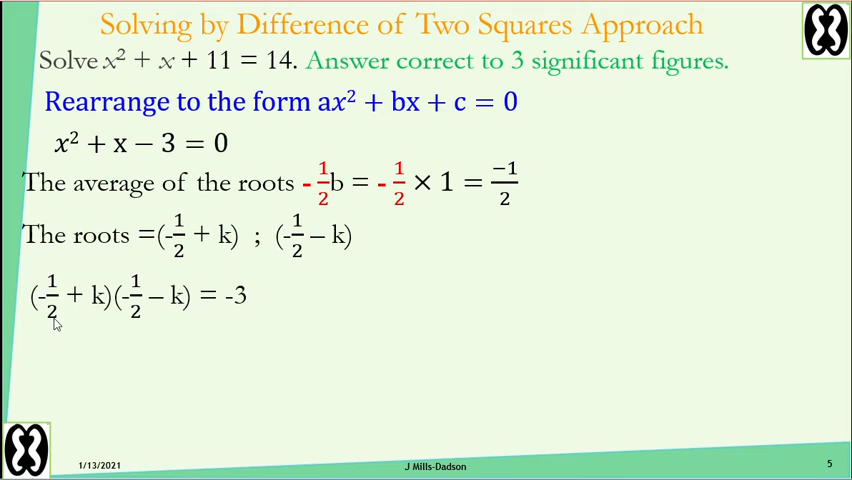 Solving by Difference of Two Squares Approach
Solve x² + x + 11 = 14. Answer correct to 3 significant figures.
Rearrange to the form ax² + bx + c = 0
x² + x − 3 = 0
The average of the roots - 1/2 b = - 1/2 × 1 = −1/2
The roots =(-1/2 + k) ; (-1/2 – k)
(-1/2 + k)(-1/2 – k) = -3
1/13/2021 J Mills-Dadson 5